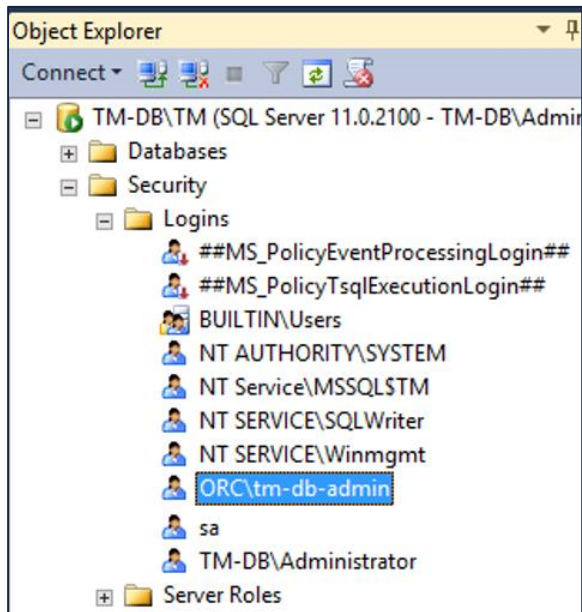 Object Explorer
Connect
TM-DB\TM (SQL Server 11.0.2100 - TM-DB\Admin
Databases
Security
Logins
##MS_PolicyEventProcessingLogin##
##MS_PolicyTsqlExecutionLogin##
BUILTIN\Users
NT AUTHORITY\SYSTEM
NT Service\MSSQL$TM
NT SERVICE\SQLWriter
NT SERVICE\Winmgmt
ORC\tm-db-admin
sa
TM-DB\Administrator
Server Roles